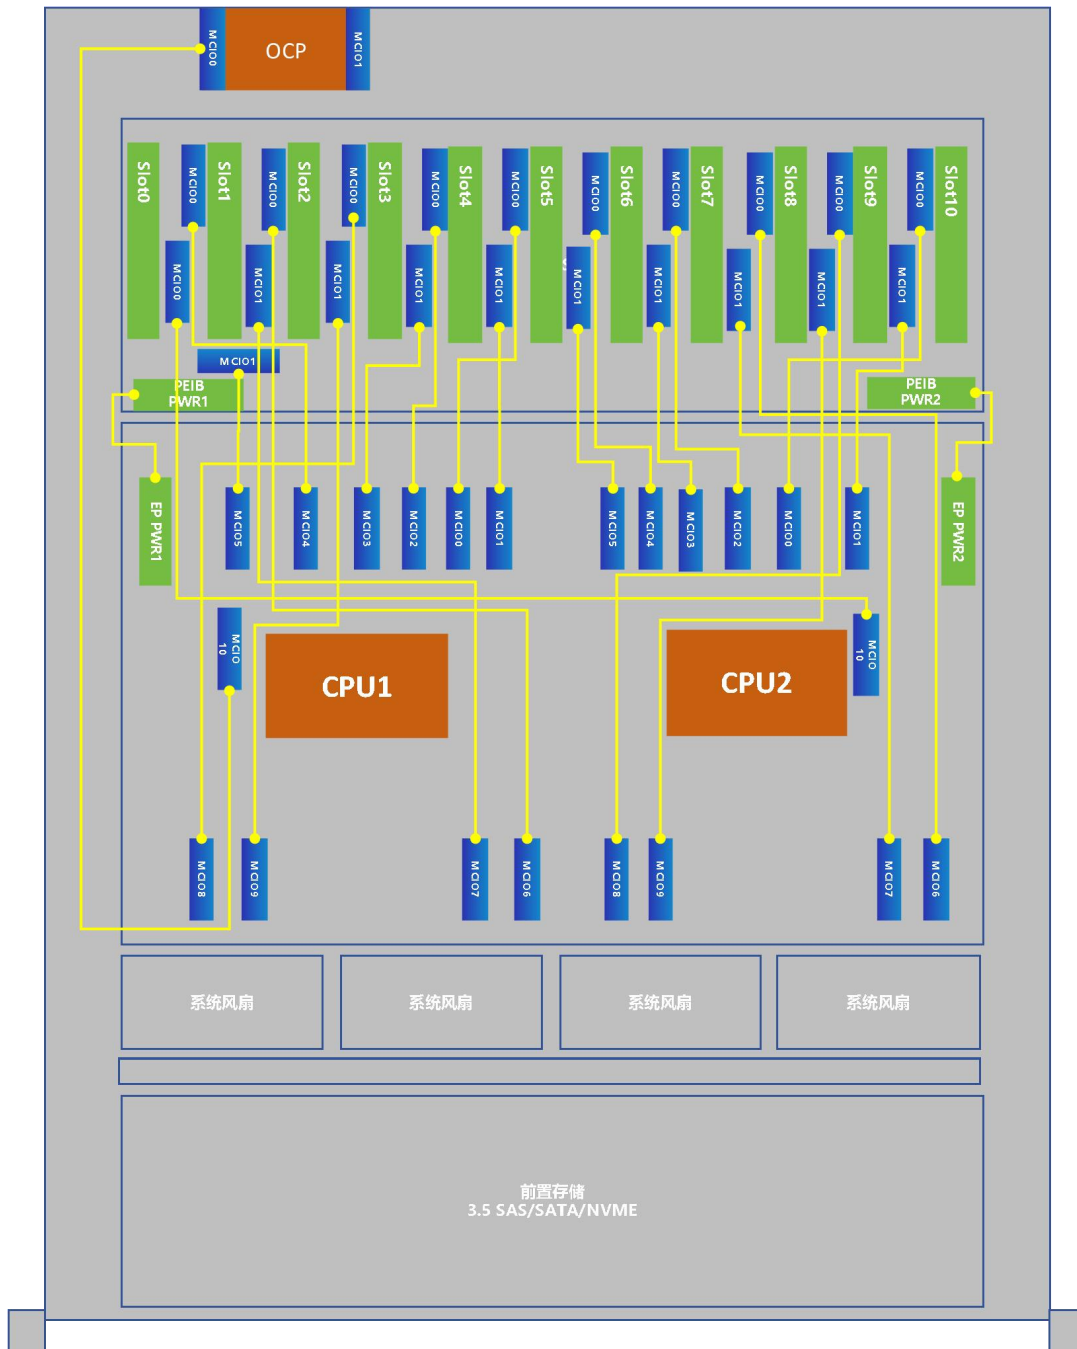 MCIO0
OCP
MCIO1
Slot0
MCIO0
Slot1
MCIO0
Slot2
MCIO0
Slot3
MCIO0
Slot4
MCIO0
Slot5
MCIO0
Slot6
MCIO0
Slot7
MCIO0
Slot8
MCIO0
Slot9
MCIO0
Slot10
MCIO0
MCIO1
MCIO1
MCIO1
MCIO1
MCIO1
MCIO1
MCIO1
MCIO1
MCIO1
MCIO1
PEIB
PWR1
PEIB
PWR2
EP PWR1
MCIO5
MCIO4
MCIO3
MCIO2
MCIO0
MCIO1
MCIO5
MCIO4
MCIO3
MCIO2
MCIO0
MCIO1
EP PWR2
MCIO
10
CPU1
CPU2
MCIO
10
MCIO8
MCIO9
MCIO7
MCIO6
MCIO8
MCIO9
MCIO7
MCIO6
系统风扇
系统风扇
系统风扇
系统风扇
前置存储
3.5 SAS/SATA/NVME